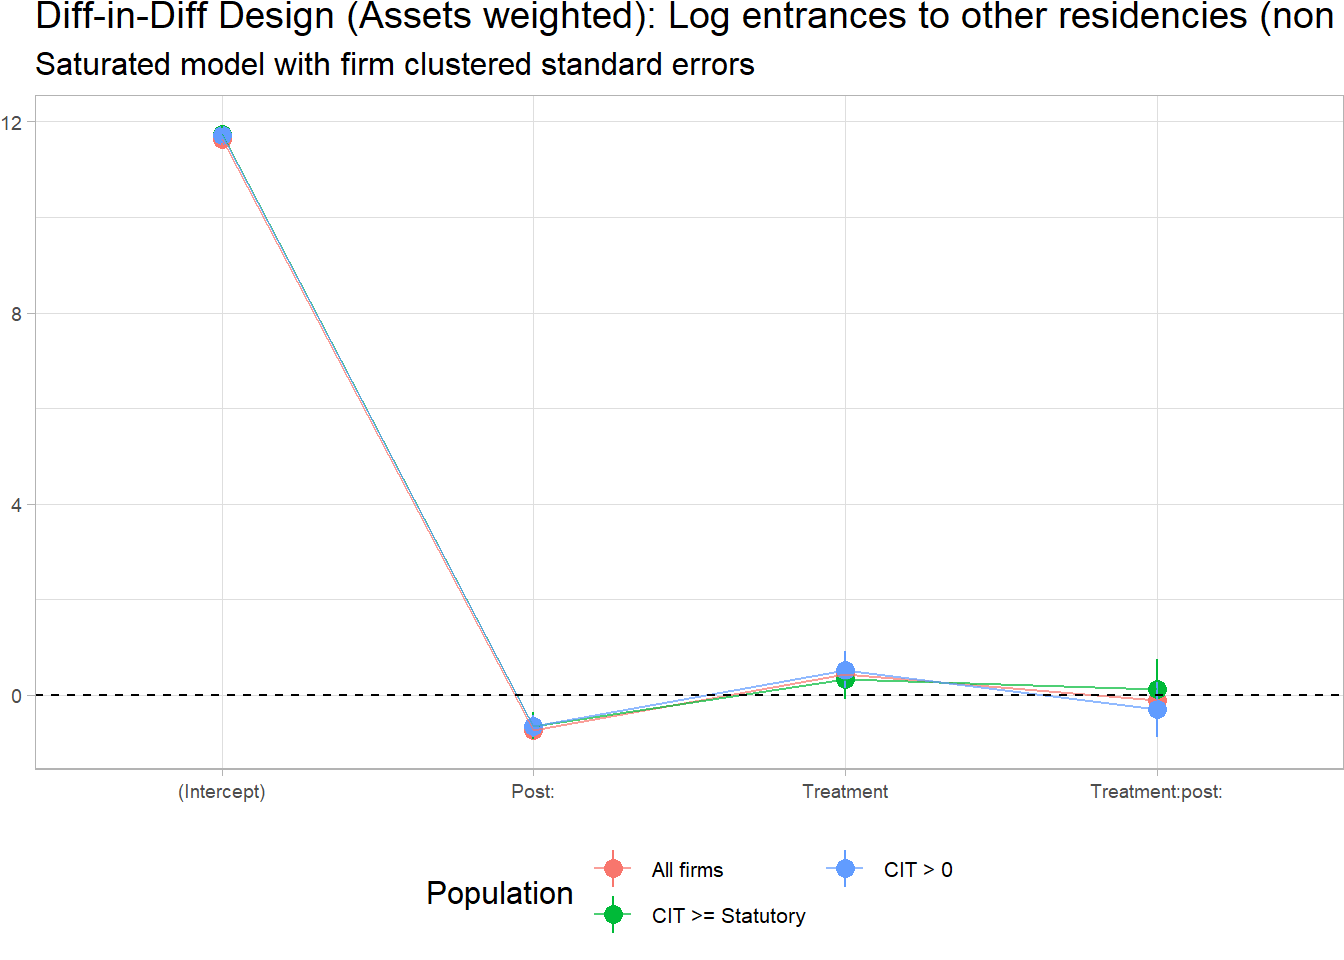 Diff-in-Diff Design (Assets weighted): Log entrances to other residencies (non
Saturated model with firm clustered standard errors
12
8
4
0
(Intercept) Post: Treatment Treatment:post:
Population
All firms CIT > 0
CIT >= Statutory